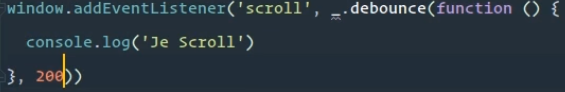 window.addEventListener('scroll', _.debounce(function () {
console.log('Je Scroll')
}, 200))